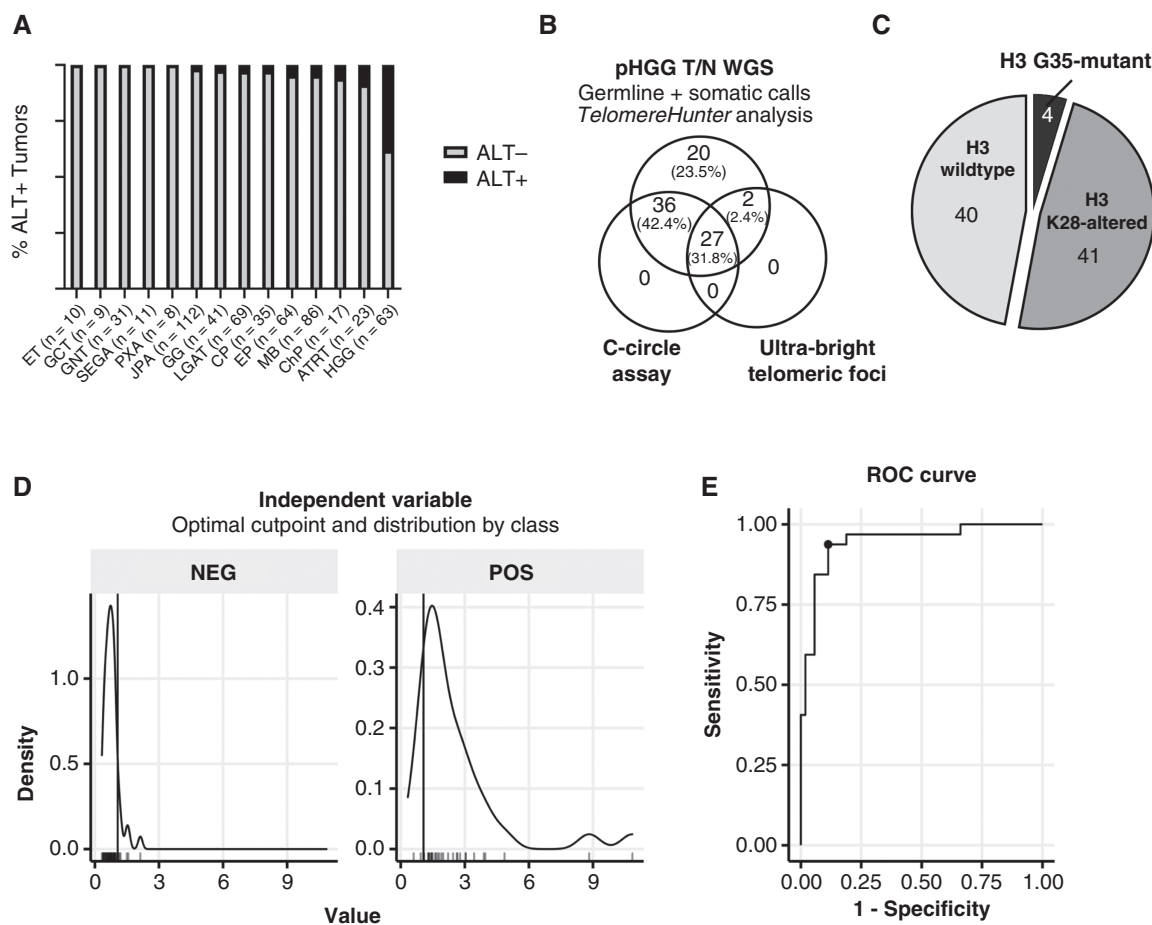 A
% ALT+ Tumors
ET (n = 10)
GCT (n = 9)
GNT (n = 31)
SEGA (n = 11)
PXA (n = 8)
JPA (n = 112)
GG (n = 41)
LGAT (n = 69)
CP (n = 35)
EP (n = 64)
MB (n = 86)
ChP (n = 17)
ATRT (n = 23)
HGG (n = 63)
ALT–
ALT+
B
pHGG T/N WGS
Germline + somatic calls
TelomereHunter analysis
20
(23.5%)
36
(42.4%)
2
(2.4%)
27
(31.8%)
0
0
0
C-circle
assay
Ultra-bright
telomeric foci
C
H3 G35-mutant
4
H3
wildtype
40
H3
K28-altered
41
D
Independent variable
Optimal cutpoint and distribution by class
NEG
POS
Density
1.0
0.5
0.0
0 3 6 9
0.4
0.3
0.2
0.1
0.0
0 3 6 9
Value
E
ROC curve
Sensitivity
1.00
0.75
0.50
0.25
0.00
0.00 0.25 0.50 0.75 1.00
1 - Specificity